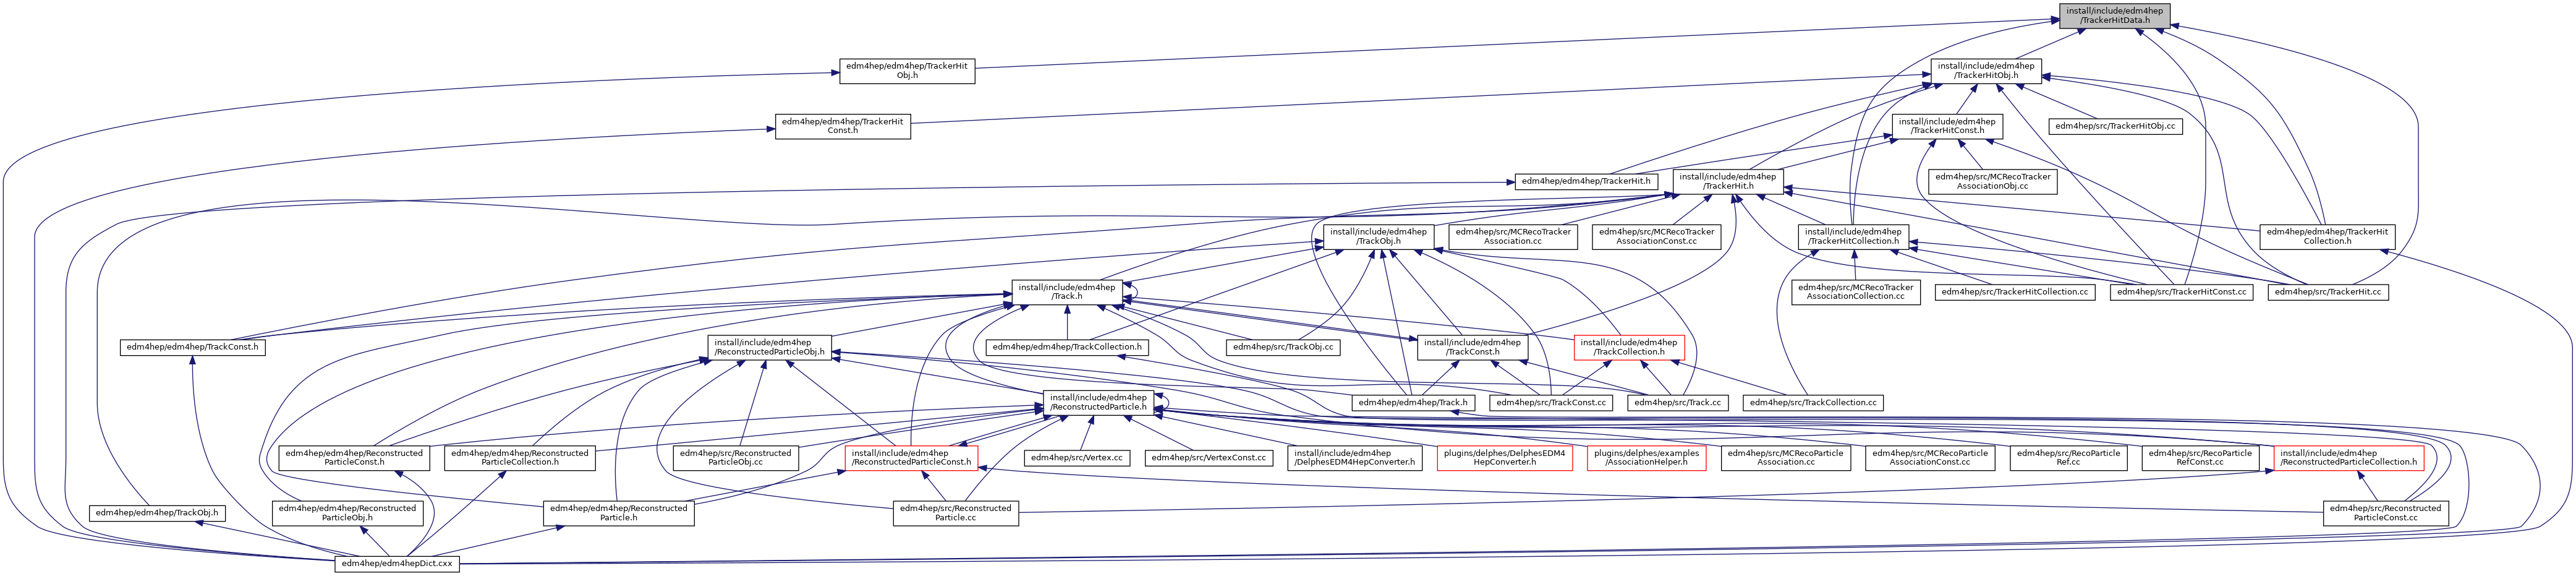 install/include/edm4hep
/TrackerHitData.h
edm4hep/edm4hep/TrackerHit
Obj.h
install/include/edm4hep
/TrackerHitObj.h
edm4hep/edm4hep/TrackerHit
Const.h
install/include/edm4hep
/TrackerHitConst.h
edm4hep/src/TrackerHitObj.cc
edm4hep/edm4hep/TrackerHit.h
install/include/edm4hep
/TrackerHit.h
edm4hep/src/MCRecoTracker
AssociationObj.cc
install/include/edm4hep
/TrackObj.h
edm4hep/src/MCRecoTracker
Association.cc
edm4hep/src/MCRecoTracker
AssociationConst.cc
install/include/edm4hep
/TrackerHitCollection.h
edm4hep/edm4hep/TrackerHit
Collection.h
install/include/edm4hep
/Track.h
edm4hep/src/MCRecoTracker
AssociationCollection.cc
edm4hep/src/TrackerHitCollection.cc
edm4hep/src/TrackerHitConst.cc
edm4hep/src/TrackerHit.cc
edm4hep/edm4hep/TrackConst.h
install/include/edm4hep
/ReconstructedParticleObj.h
edm4hep/edm4hep/TrackCollection.h
edm4hep/src/TrackObj.cc
install/include/edm4hep
/TrackConst.h
install/include/edm4hep
/TrackCollection.h
install/include/edm4hep
/ReconstructedParticle.h
edm4hep/edm4hep/Track.h
edm4hep/src/TrackConst.cc
edm4hep/src/Track.cc
edm4hep/src/TrackCollection.cc
edm4hep/edm4hep/Reconstructed
ParticleConst.h
edm4hep/edm4hep/Reconstructed
ParticleCollection.h
edm4hep/src/Reconstructed
ParticleObj.cc
install/include/edm4hep
/ReconstructedParticleConst.h
edm4hep/src/Vertex.cc
edm4hep/src/VertexConst.cc
install/include/edm4hep
/DelphesEDM4HepConverter.h
plugins/delphes/DelphesEDM4
HepConverter.h
plugins/delphes/examples
/AssociationHelper.h
edm4hep/src/MCRecoParticle
Association.cc
edm4hep/src/MCRecoParticle
AssociationConst.cc
edm4hep/src/RecoParticle
Ref.cc
edm4hep/src/RecoParticle
RefConst.cc
install/include/edm4hep
/ReconstructedParticleCollection.h
edm4hep/edm4hep/TrackObj.h
edm4hep/edm4hep/Reconstructed
ParticleObj.h
edm4hep/edm4hep/Reconstructed
Particle.h
edm4hep/src/Reconstructed
Particle.cc
edm4hep/src/Reconstructed
ParticleConst.cc
edm4hep/edm4hepDict.cxx